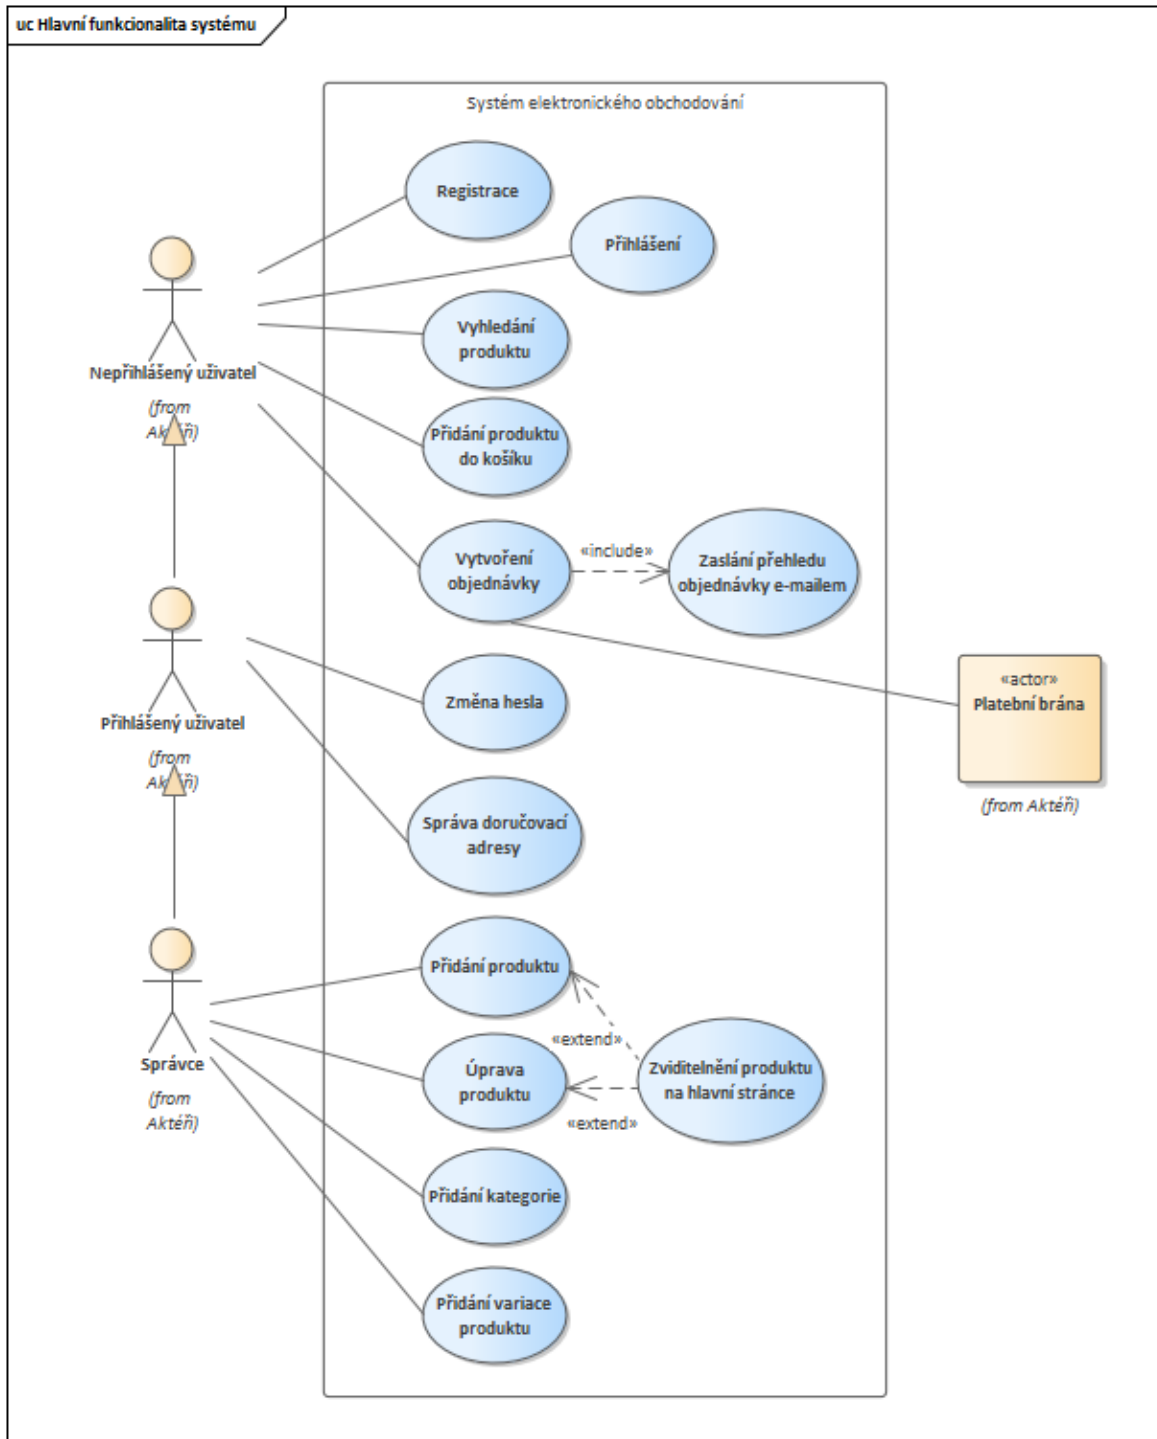 uc Hlavní funkcionalita systému
Systém elektronického obchodování
Registrace
Přihlášení
Vyhledání
produktu
Nepřihlášený uživatel
(from
Aktéři)
Přidání produktu
do košíku
Vytvoření
objednávky
«include»
Zaslání přehledu
objednávky e-mailem
Přihlášený uživatel
(from
Aktéři)
Změna hesla
«actor»
Platební brána
(from Aktéři)
Správa doručovací
adresy
Přidání produktu
«extend»
Správce
(from
Aktéři)
Úprava
produktu
«extend»
Zviditelnění produktu
na hlavní stránce
Přidání kategorie
Přidání variace
produktu